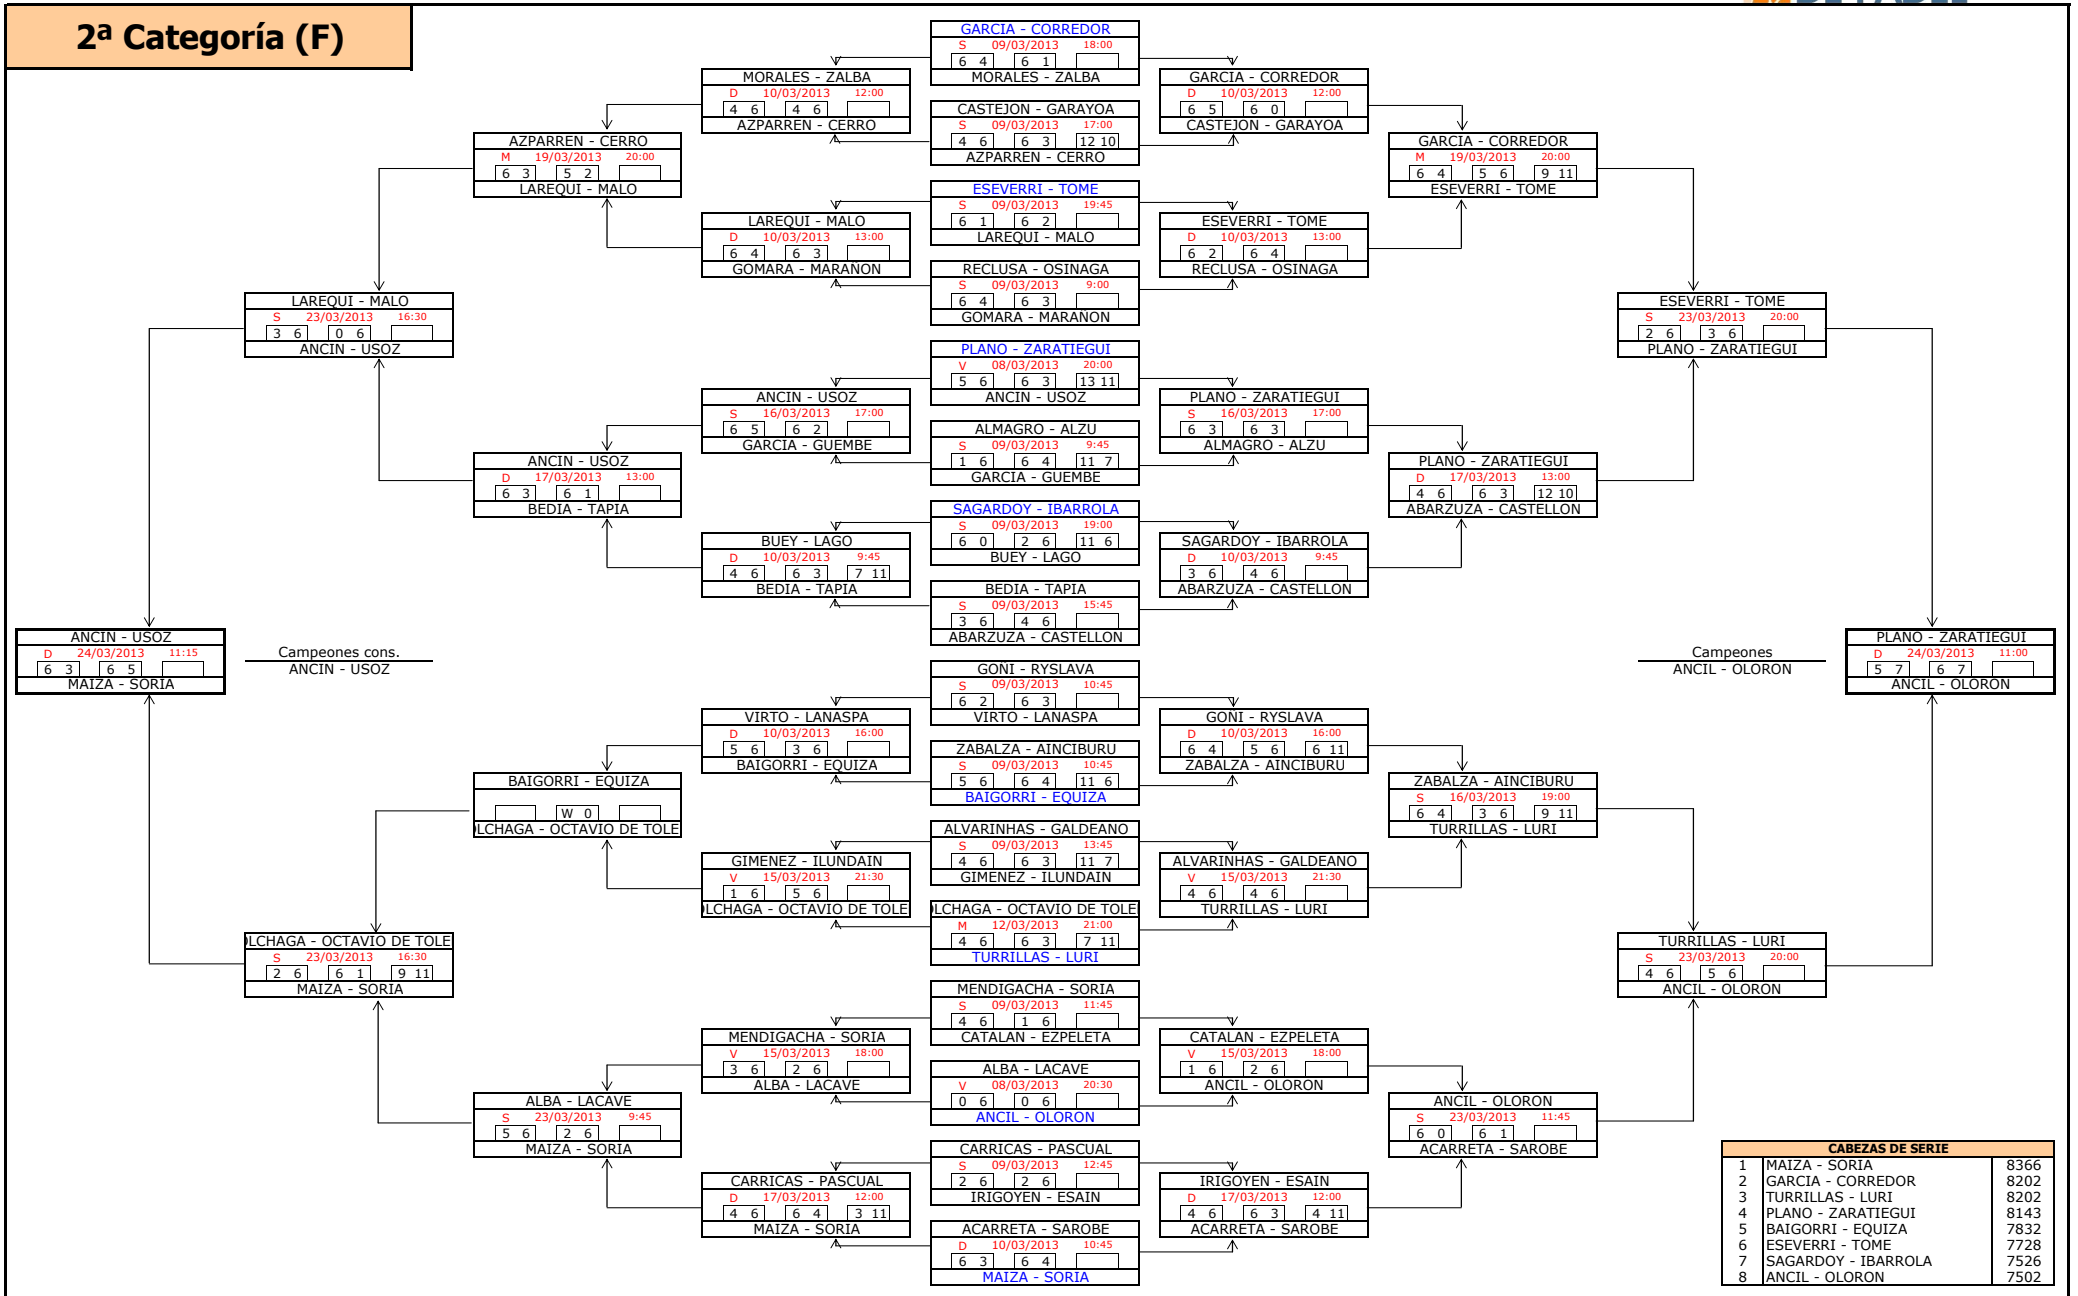 2ª Categoría (F)
GARCIA - CORREDOR
S 09/03/2013 18:00
6 4 6 1
MORALES - ZALBA
CASTEJON - GARAYOA
S 09/03/2013 17:00
4 6 6 3 12 10
AZPARREN - CERRO
ESEVERRI - TOME
S 09/03/2013 19:45
6 1 6 2
LAREQUI - MALO
RECLUSA - OSINAGA
S 09/03/2013 9:00
6 4 6 3
GOMARA - MARAÑON
PLANO - ZARATIEGUI
V 08/03/2013 20:00
5 6 6 3 13 11
ANCIN - USOZ
ALMAGRO - ALZU
S 09/03/2013 9:45
1 6 6 4 11 7
GARCIA - GUEMBE
SAGARDOY - IBARROLA
S 09/03/2013 19:00
6 0 2 6 11 6
BUEY - LAGO
BEDIA - TAPIA
S 09/03/2013 15:45
3 6 4 6
ABARZUZA - CASTELLON
GOÑI - RYSLAVA
S 09/03/2013 10:45
6 2 6 3
VIRTO - LANASPA
ZABALZA - AINCIBURU
S 09/03/2013 10:45
5 6 6 4 11 6
BAIGORRI - EQUIZA
ALVARINHAS - GALDEANO
S 09/03/2013 13:45
4 6 6 3 11 7
GIMENEZ - ILUNDAIN
OLCHAGA - OCTAVIO DE TOLE
M 12/03/2013 21:00
4 6 6 3 7 11
TURRILLAS - LURI
MENDIGACHA - SORIA
S 09/03/2013 11:45
4 6 1 6
CATALAN - EZPELETA
ALBA - LACAVE
V 08/03/2013 20:30
0 6 0 6
ANCIL - OLORON
CARRICAS - PASCUAL
S 09/03/2013 12:45
2 6 2 6
IRIGOYEN - ESAIN
ACARRETA - SAROBE
D 10/03/2013 10:45
6 3 6 4
MAIZA - SORIA
MORALES - ZALBA
D 10/03/2013 12:00
4 6 4 6
AZPARREN - CERRO
LAREQUI - MALO
D 10/03/2013 13:00
6 4 6 3
GOMARA - MARAÑON
ANCIN - USOZ
S 16/03/2013 17:00
6 5 6 2
GARCIA - GUEMBE
BUEY - LAGO
D 10/03/2013 9:45
4 6 6 3 7 11
BEDIA - TAPIA
VIRTO - LANASPA
D 10/03/2013 16:00
5 6 3 6
BAIGORRI - EQUIZA
GIMENEZ - ILUNDAIN
V 15/03/2013 21:30
1 6 5 6
LCHAGA - OCTAVIO DE TOLE
MENDIGACHA - SORIA
V 15/03/2013 18:00
3 6 2 6
ALBA - LACAVE
CARRICAS - PASCUAL
D 17/03/2013 12:00
4 6 6 4 3 11
MAIZA - SORIA
AZPARREN - CERRO
M 19/03/2013 20:00
6 3 5 2
LAREQUI - MALO
ANCIN - USOZ
D 17/03/2013 13:00
6 3 6 1
BEDIA - TAPIA
BAIGORRI - EQUIZA
W 0
LCHAGA - OCTAVIO DE TOLE
ALBA - LACAVE
S 23/03/2013 9:45
5 6 2 6
MAIZA - SORIA
LAREQUI - MALO
S 23/03/2013 16:30
3 6 0 6
ANCIN - USOZ
OLCHAGA - OCTAVIO DE TOLE
S 23/03/2013 16:30
2 6 6 1 9 11
MAIZA - SORIA
ANCIN - USOZ
D 24/03/2013 11:15
6 3 6 5
MAIZA - SORIA
Campeones cons.
ANCIN - USOZ
GARCIA - CORREDOR
D 10/03/2013 12:00
6 5 6 0
CASTEJON - GARAYOA
ESEVERRI - TOME
D 10/03/2013 13:00
6 2 6 4
RECLUSA - OSINAGA
PLANO - ZARATIEGUI
S 16/03/2013 17:00
6 3 6 3
ALMAGRO - ALZU
SAGARDOY - IBARROLA
D 10/03/2013 9:45
3 6 4 6
ABARZUZA - CASTELLON
GOÑI - RYSLAVA
D 10/03/2013 16:00
6 4 5 6 6 11
ZABALZA - AINCIBURU
ALVARINHAS - GALDEANO
V 15/03/2013 21:30
4 6 4 6
TURRILLAS - LURI
CATALAN - EZPELETA
V 15/03/2013 18:00
1 6 2 6
ANCIL - OLORON
IRIGOYEN - ESAIN
D 17/03/2013 12:00
4 6 6 3 4 11
ACARRETA - SAROBE
GARCIA - CORREDOR
M 19/03/2013 20:00
6 4 5 6 9 11
ESEVERRI - TOME
PLANO - ZARATIEGUI
D 17/03/2013 13:00
4 6 6 3 12 10
ABARZUZA - CASTELLON
ZABALZA - AINCIBURU
S 16/03/2013 19:00
6 4 3 6 9 11
TURRILLAS - LURI
ANCIL - OLORON
S 23/03/2013 11:45
6 0 6 1
ACARRETA - SAROBE
ESEVERRI - TOME
S 23/03/2013 20:00
2 6 3 6
PLANO - ZARATIEGUI
TURRILLAS - LURI
S 23/03/2013 20:00
4 6 5 6
ANCIL - OLORON
Campeones
ANCIL - OLORON
PLANO - ZARATIEGUI
D 24/03/2013 11:00
5 7 6 7
ANCIL - OLORON
CABEZAS DE SERIE
1 MAIZA - SORIA 8366
2 GARCIA - CORREDOR 8202
3 TURRILLAS - LURI 8202
4 PLANO - ZARATIEGUI 8143
5 BAIGORRI - EQUIZA 7832
6 ESEVERRI - TOME 7728
7 SAGARDOY - IBARROLA 7526
8 ANCIL - OLORON 7502